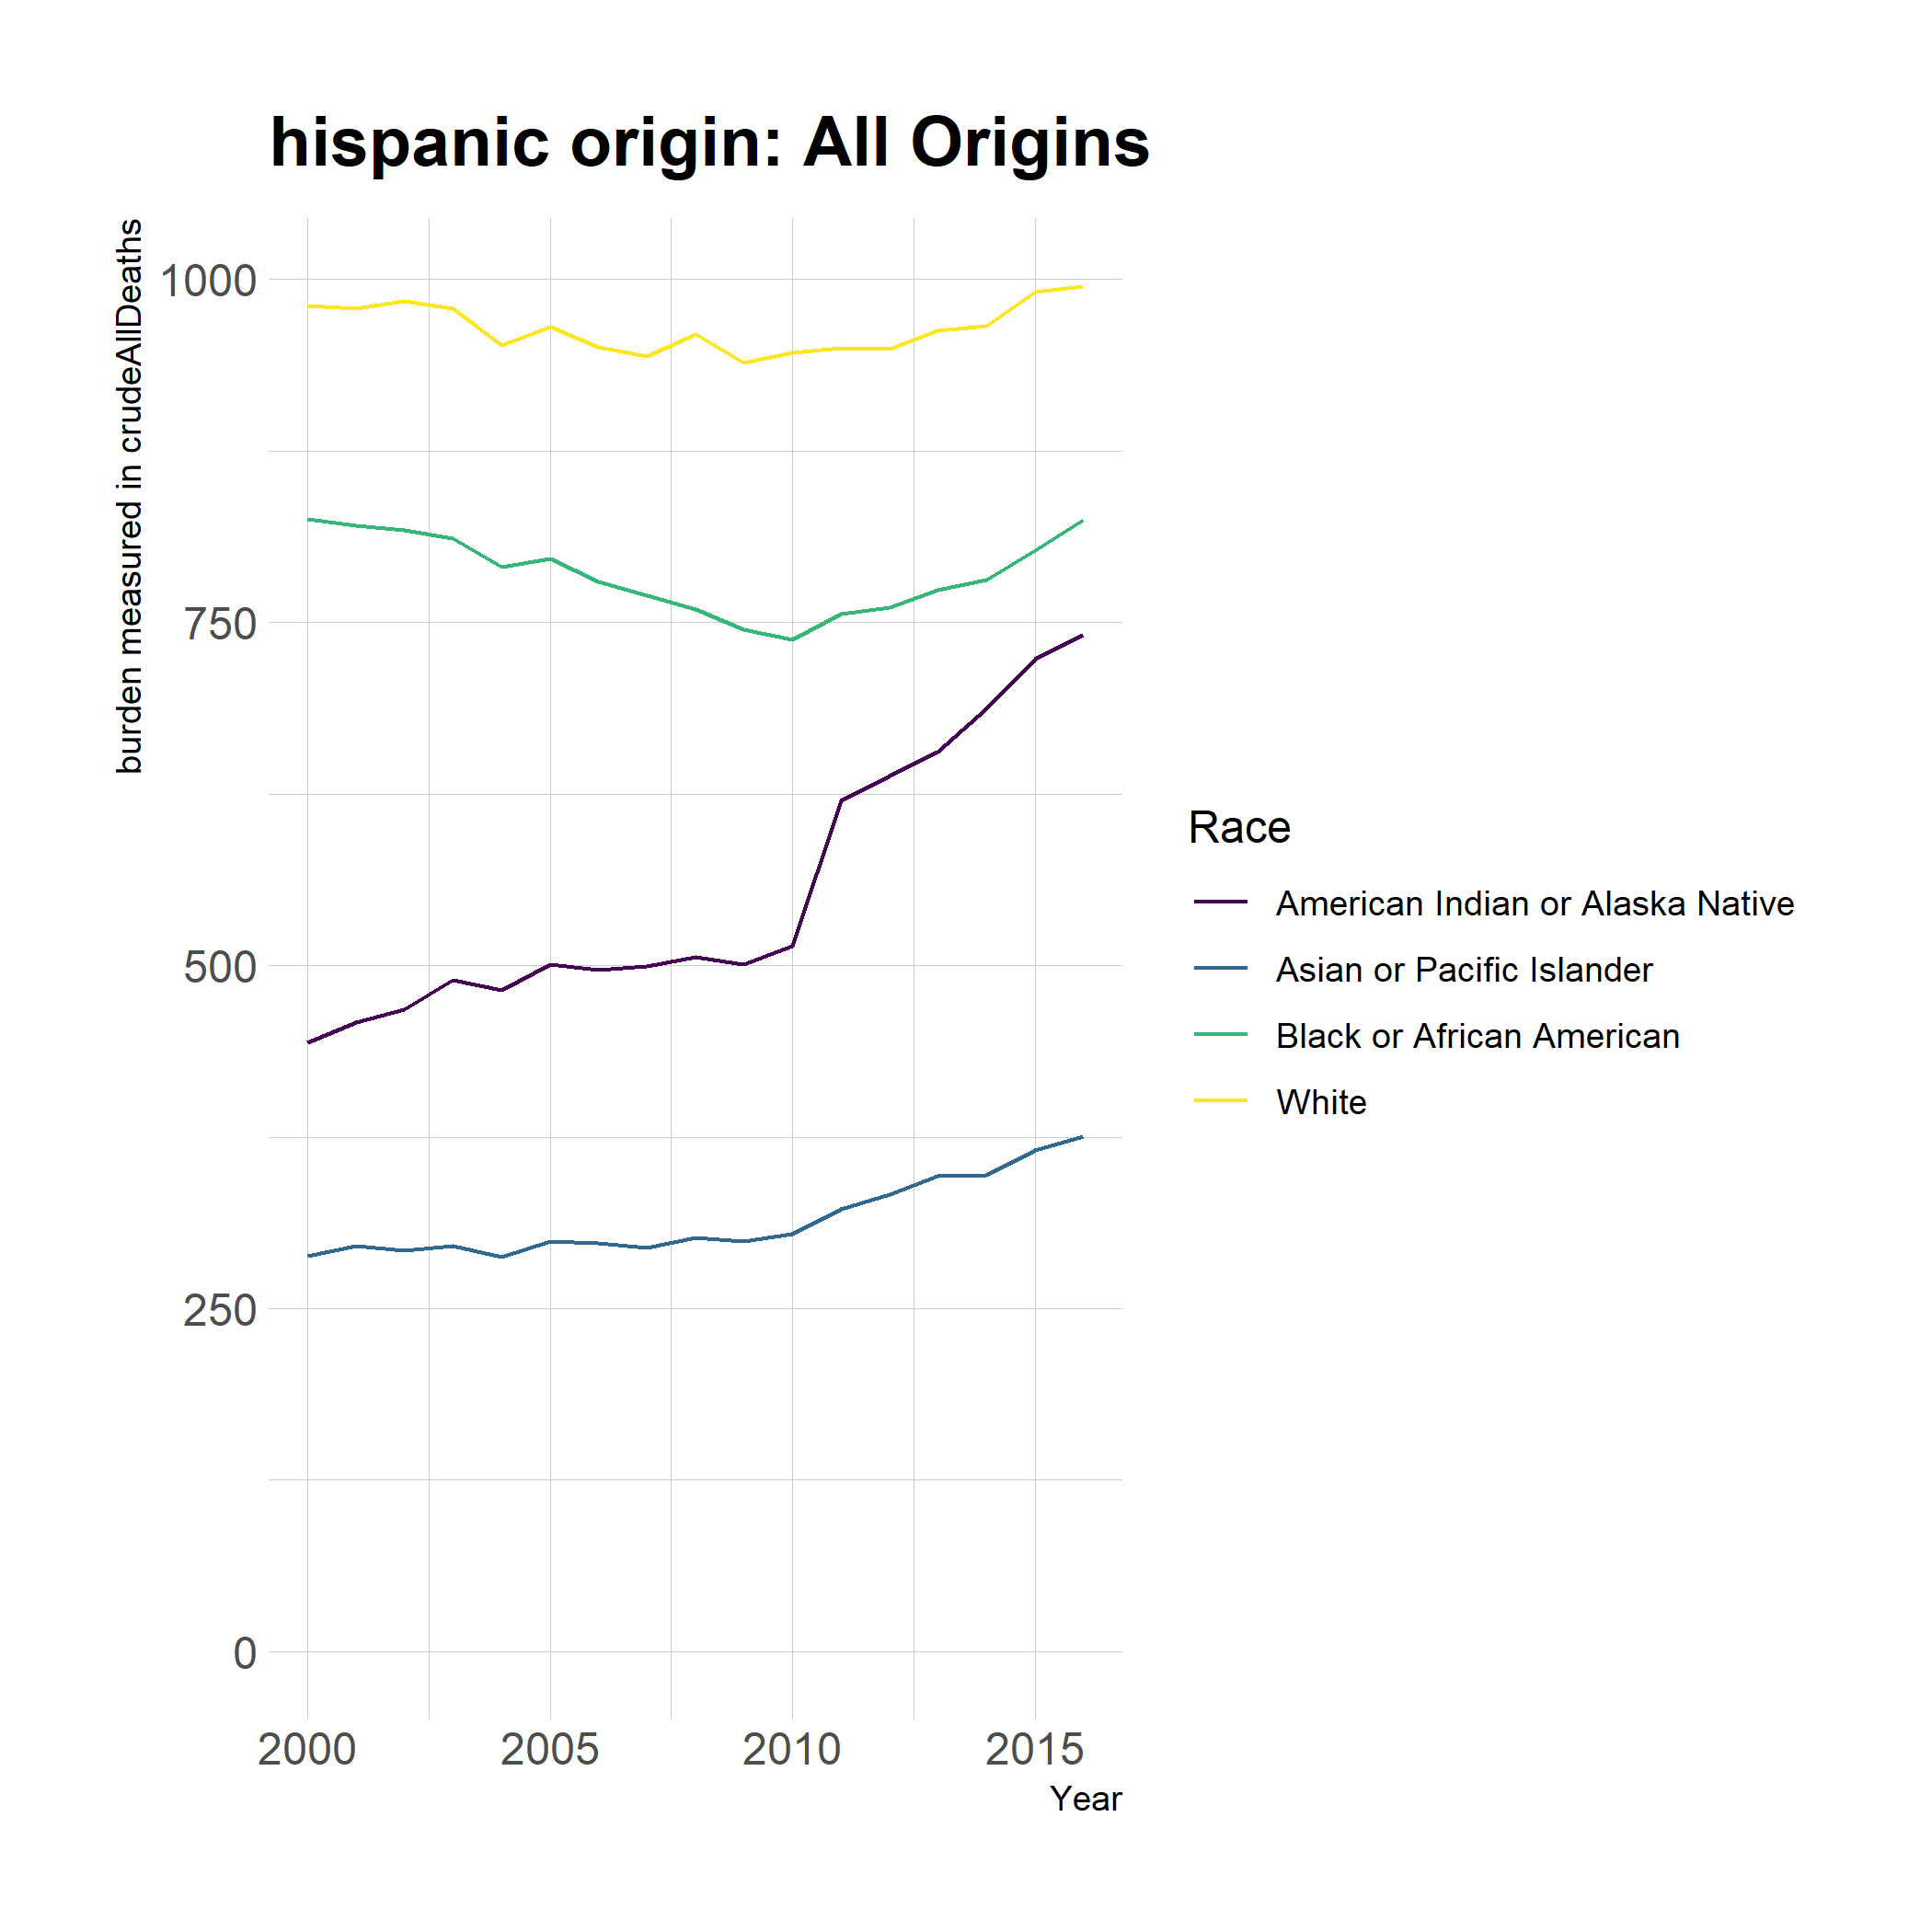 hispanic origin: All Origins
burden measured in crudeAllDeaths
1000
750
500
250
0
2000 2005 2010 2015
Year
Race
American Indian or Alaska Native
Asian or Pacific Islander
Black or African American
White